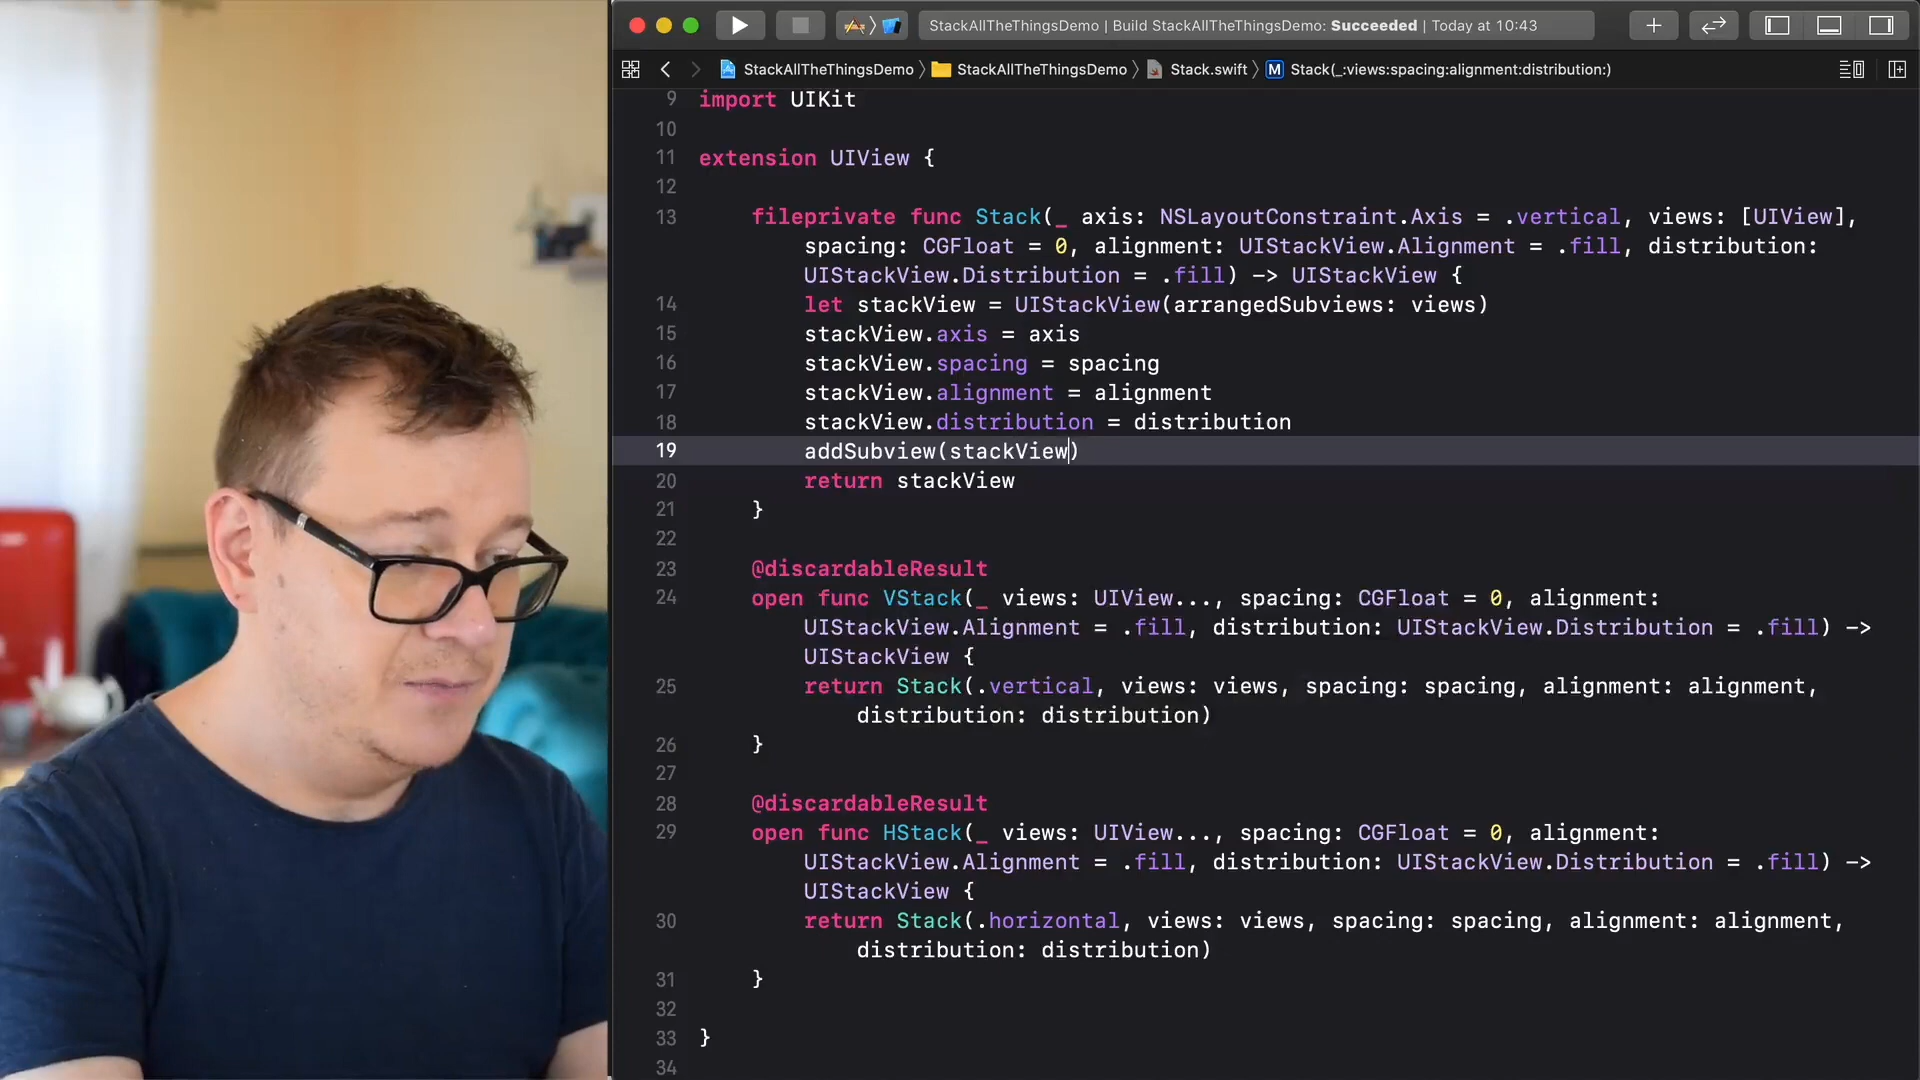 StackAllTheThingsDemo | Build StackAllTheThingsDemo: Succeeded | Today at 10:43
StackAllTheThingsDemo StackAllTheThingsDemo Stack.swift M Stack(_:views:spacing:alignment:distribution:)
9 import UIKit
10
11 extension UIView {
12
13 fileprivate func Stack(_ axis: NSLayoutConstraint.Axis = .vertical, views: [UIView],
spacing: CGFloat = 0, alignment: UIStackView.Alignment = .fill, distribution:
UIStackView.Distribution = .fill) -> UIStackView {
14 let stackView = UIStackView(arrangedSubviews: views)
15 stackView.axis = axis
16 stackView.spacing = spacing
17 stackView.alignment = alignment
18 stackView.distribution = distribution
19 addSubview(stackView)
20 return stackView
21 }
22
23 @discardableResult
24 open func VStack(_ views: UIView..., spacing: CGFloat = 0, alignment:
UIStackView.Alignment = .fill, distribution: UIStackView.Distribution = .fill) ->
UIStackView {
25 return Stack(.vertical, views: views, spacing: spacing, alignment: alignment,
distribution: distribution)
26 }
27
28 @discardableResult
29 open func HStack(_ views: UIView..., spacing: CGFloat = 0, alignment:
UIStackView.Alignment = .fill, distribution: UIStackView.Distribution = .fill) ->
UIStackView {
30 return Stack(.horizontal, views: views, spacing: spacing, alignment: alignment,
distribution: distribution)
31 }
32
33 }
34